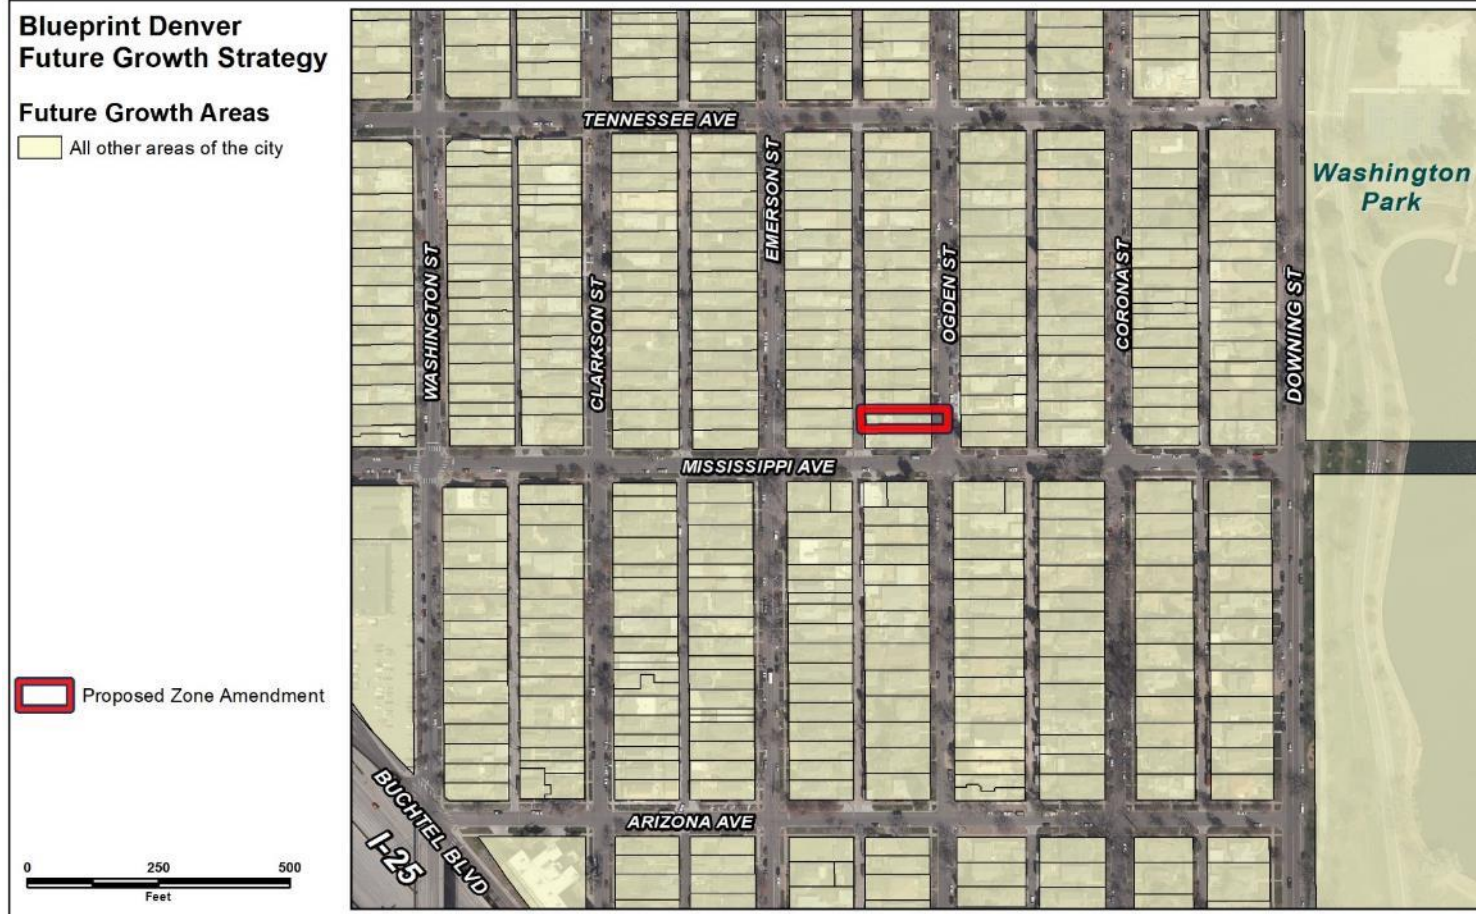 Blueprint Denver
Future Growth Strategy
Future Growth Areas
All other areas of the city
TENNESSEE AVE
EMERSON ST
Washington
Park
WASHINGTON ST
CLARKSON ST
OGDEN ST
CORONA ST
DOWNING ST
MISSISSIPPI AVE
Proposed Zone Amendment
BUCHTEL BLVD
I-25
ARIZONA AVE
0 250 500
Feet